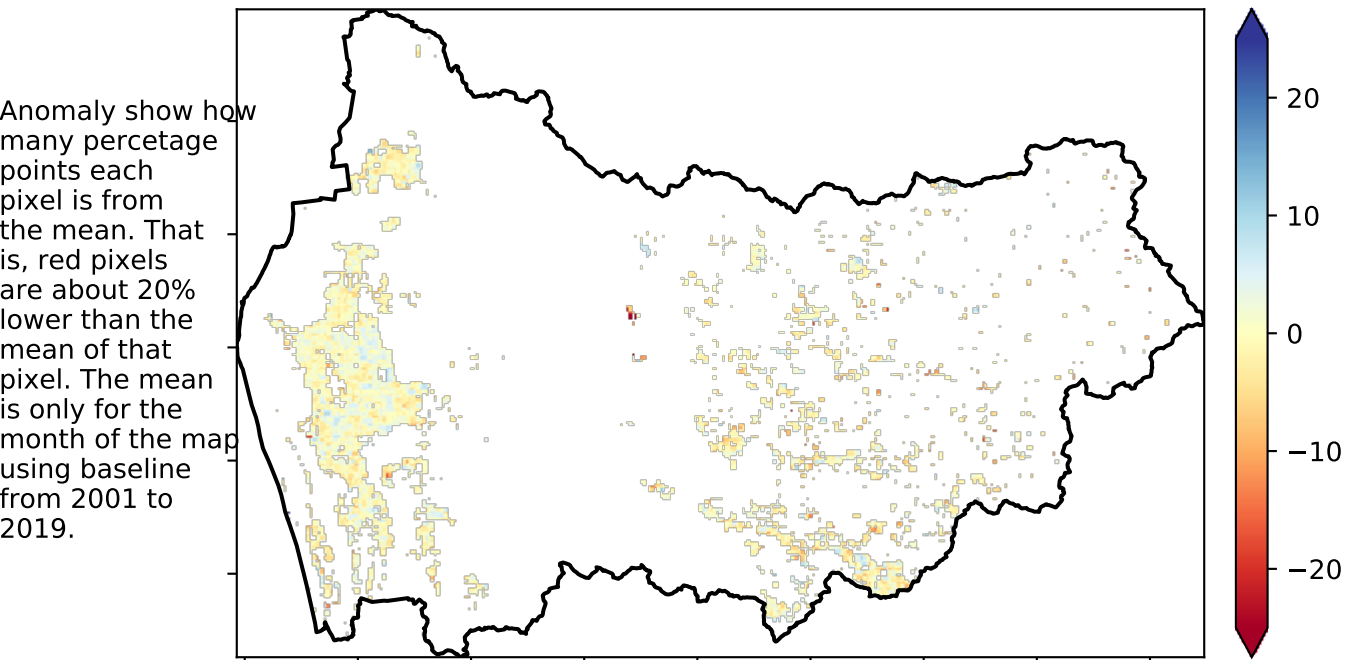 Anomaly show how
many percetage
points each
pixel is from
the mean. That
is, red pixels
are about 20%
lower than the
mean of that
pixel. The mean
is only for the
month of the map
using baseline
from 2001 to
2019.
20
10
0
−10
−20